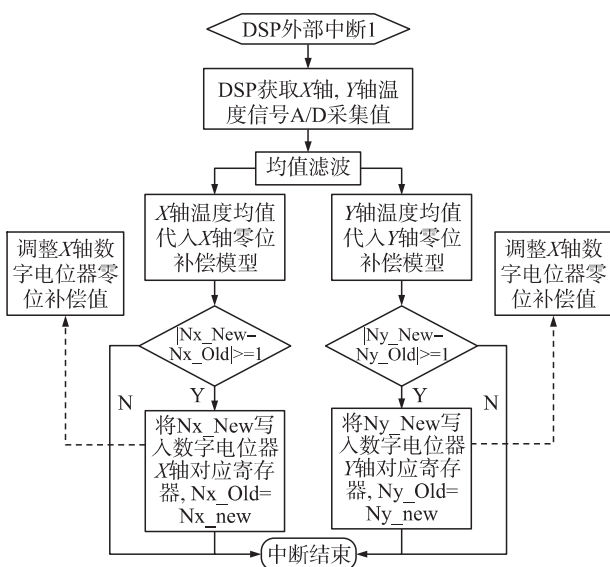 DSP外部中断1
DSP获取X轴, Y轴温
度信号A/D采集值
均值滤波
X轴温度均值
代入X轴零位
补偿模型
Y轴温度均值
代入Y轴零位
补偿模型
调整X轴数
字电位器零
位补偿值
调整X轴数
字电位器零
位补偿值
|Nx_New–
Nx_Old|>=1
|Ny_New–
Ny_Old|>=1
N
Y
Y
N
将Nx_New写
入数字电位器
X轴对应寄存
器, Nx_Old=
Nx_new
将Ny_New写
入数字电位器
Y轴对应寄存
器, Ny_Old=
Ny_new
中断结束